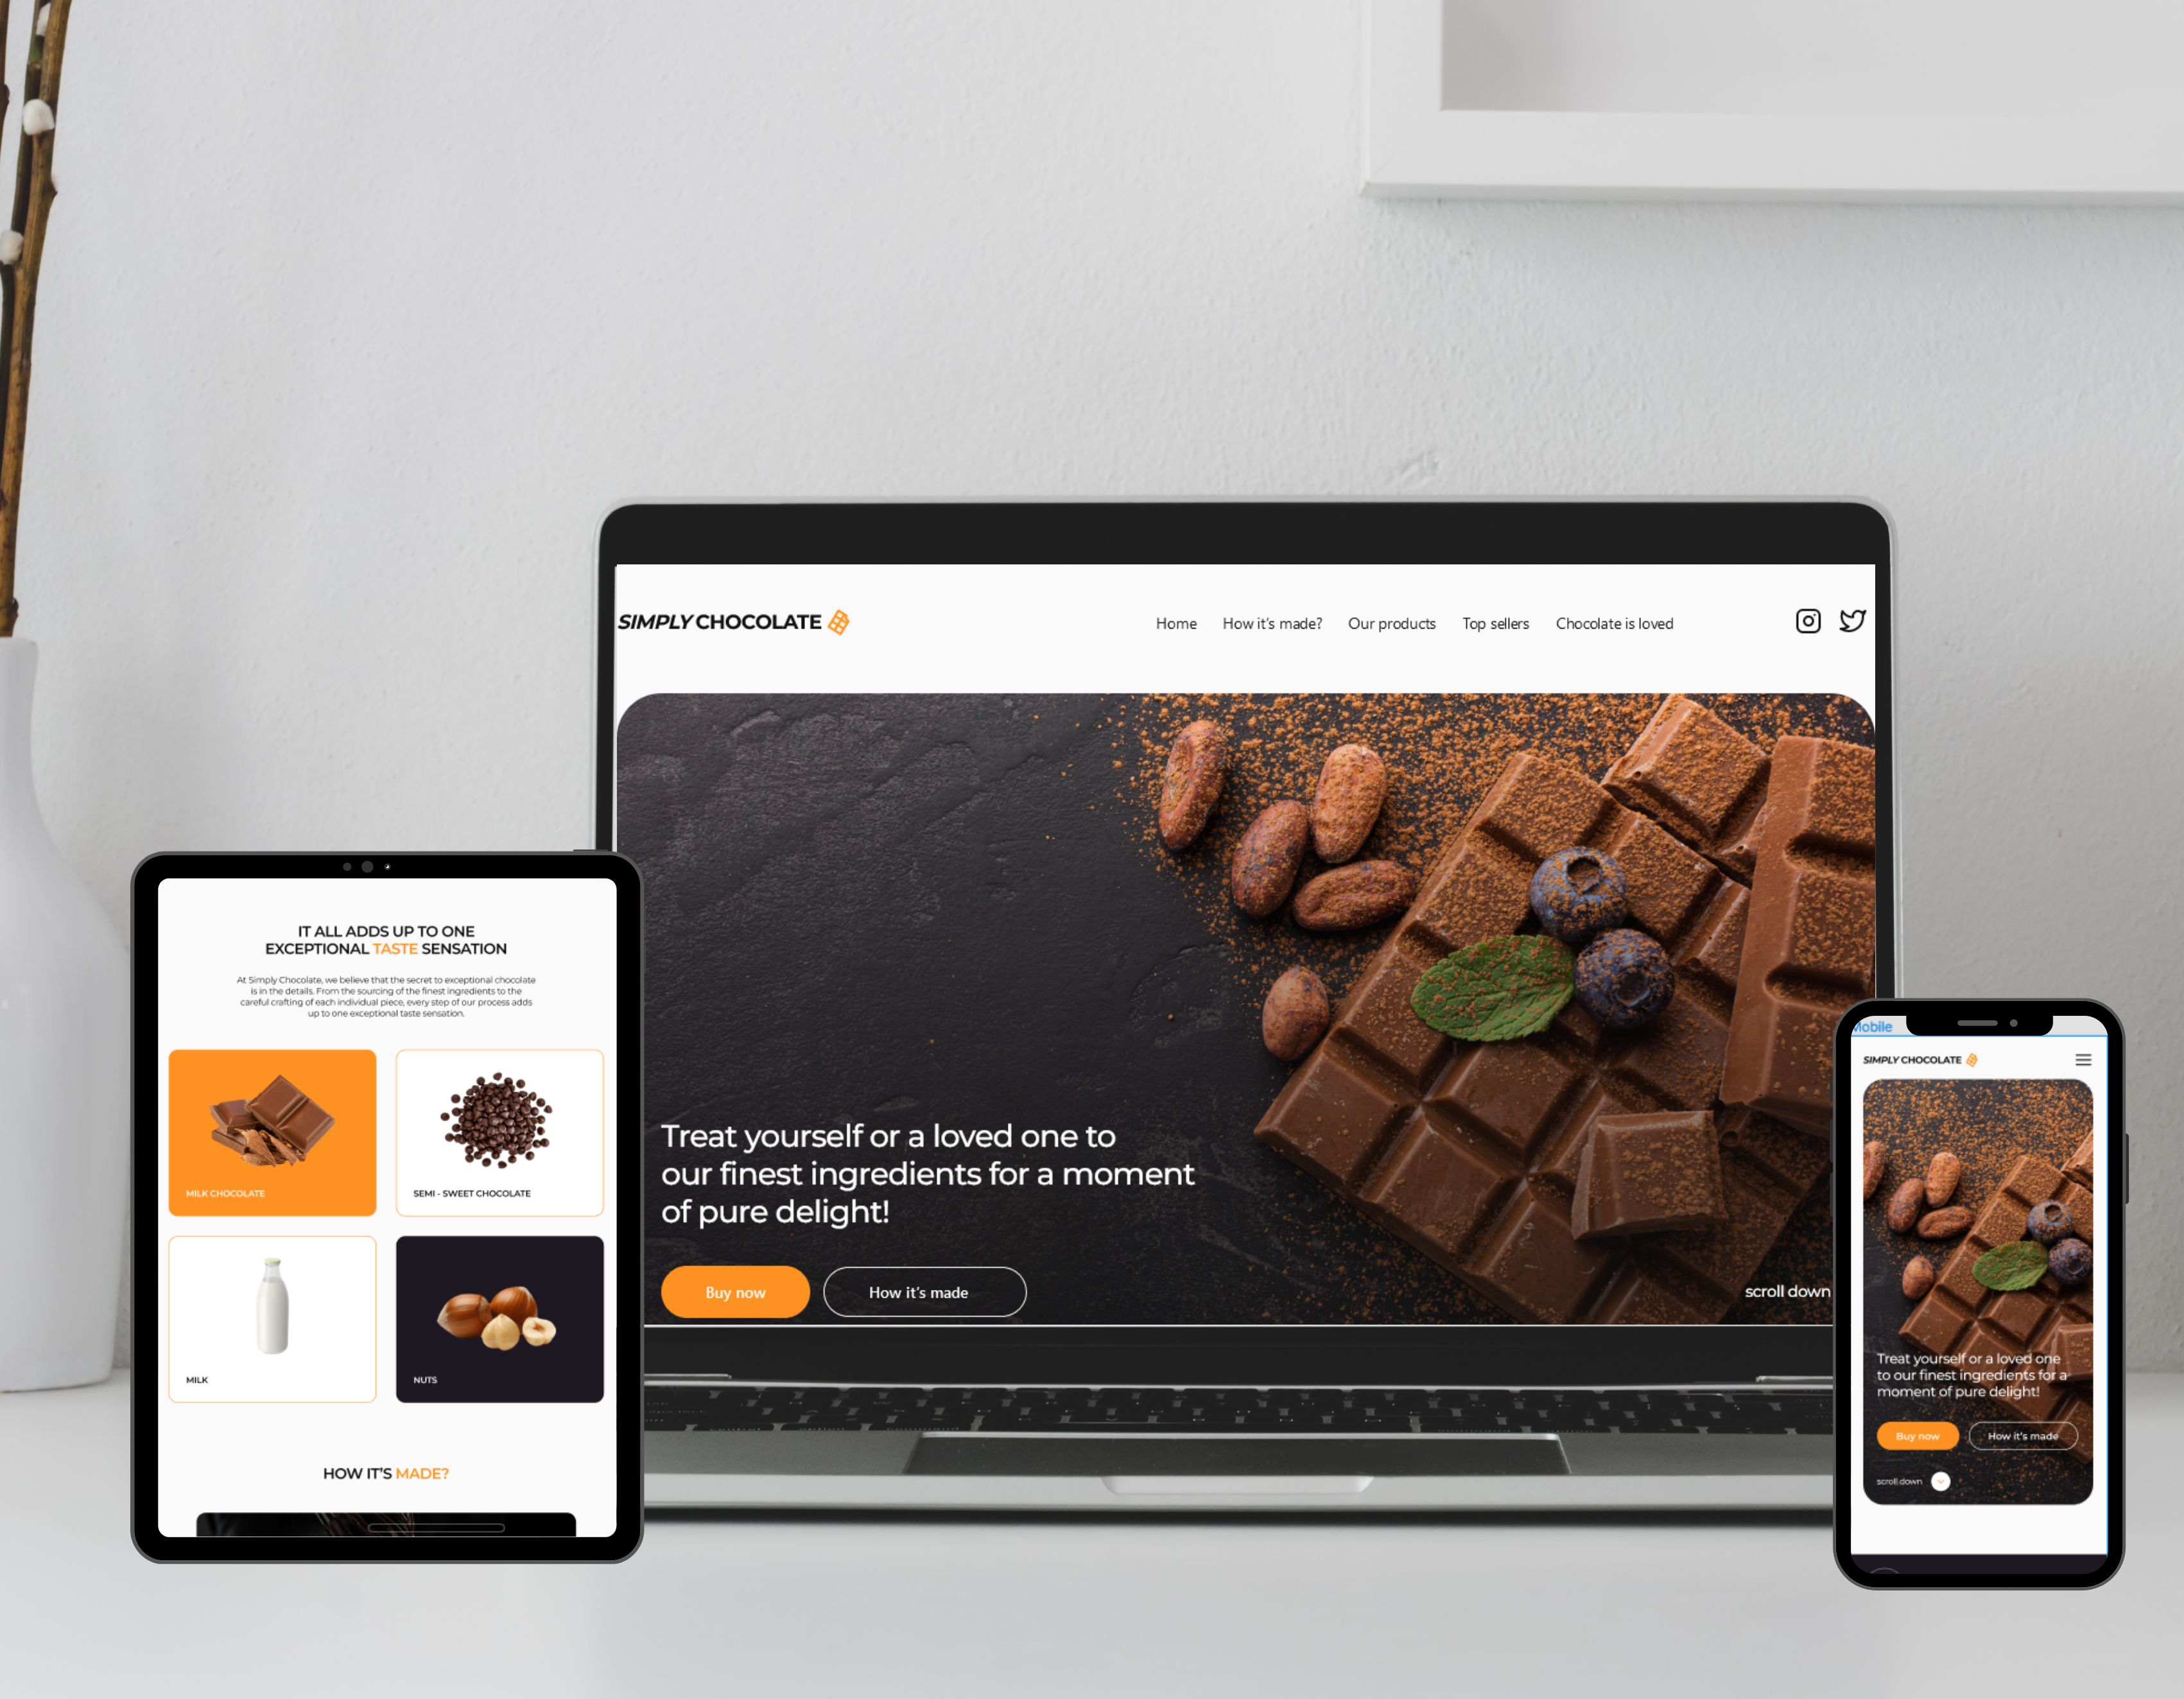 SIMPLY CHOCOLATE
Home How it's made? Our products Top sellers Chocolate is loved
Treat yourself or a loved one to
our finest ingredients for a moment
of pure delight!
Buy now How it's made
scroll down
IT ALL ADDS UP TO ONE
EXCEPTIONAL TASTE SENSATION
At Simply Chocolate, we believe that the secret to exceptional chocolate
is in the details. From the sourcing of the finest ingredients to the
careful crafting of each individual piece, every step of our process adds
up to one exceptional taste sensation.
MILK CHOCOLATE
SEMI - SWEET CHOCOLATE
MILK
NUTS
HOW IT'S MADE?
Mobile
SIMPLY CHOCOLATE
Treat yourself or a loved one
to our finest ingredients for a
moment of pure delight!
Buy now How it's made
scroll down